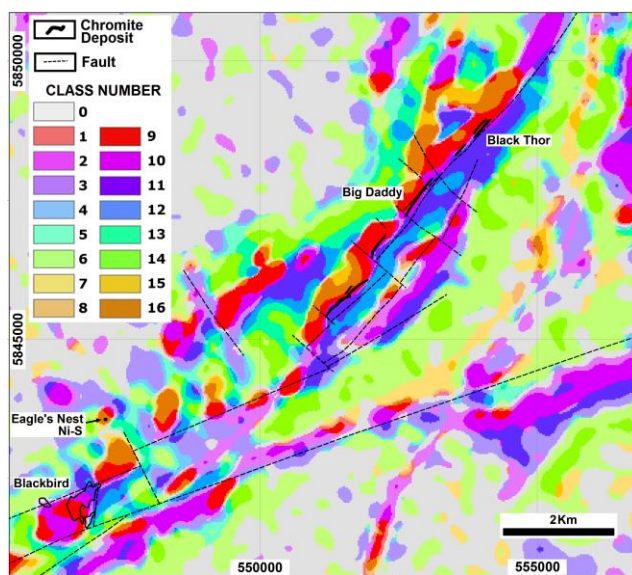 Chromite
Deposit
Fault
CLASS NUMBER
0
1 9
2 10
3 11
4 12
5 13
6 14
7 15
8 16
5850000
Black Thor
Big Daddy
5845000
Eagle's Nest
Ni-S
Blackbird
2Km
550000 555000